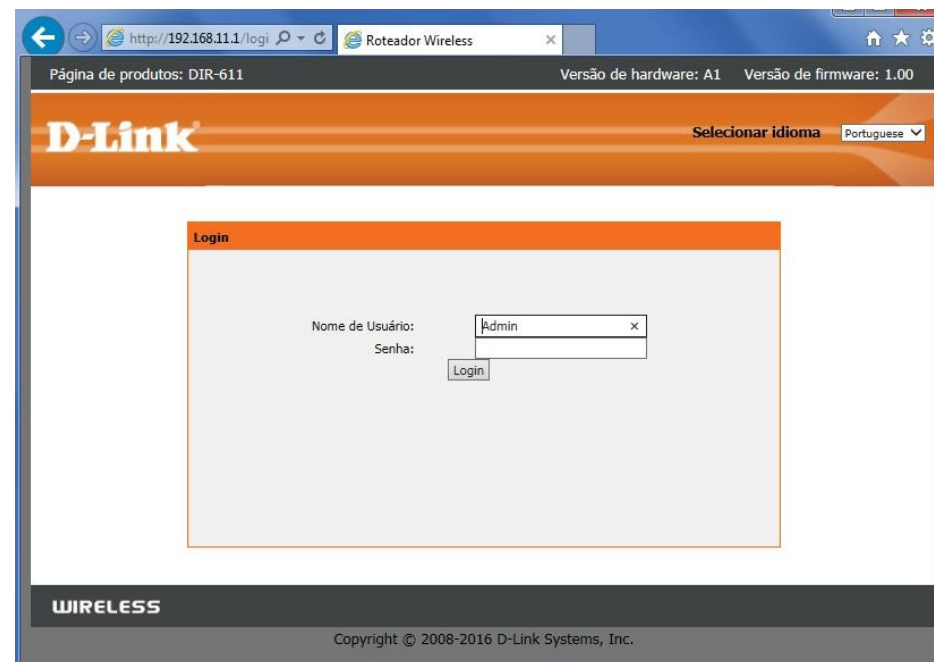 http://192.168.11.1/logi
Roteador Wireless
Página de produtos: DIR-611 Versão de hardware: A1 Versão de firmware: 1.00
D-Link
Selecionar idioma Portuguese
Login
Nome de Usuário: Admin
Senha:
Login
WIRELESS
Copyright © 2008-2016 D-Link Systems, Inc.